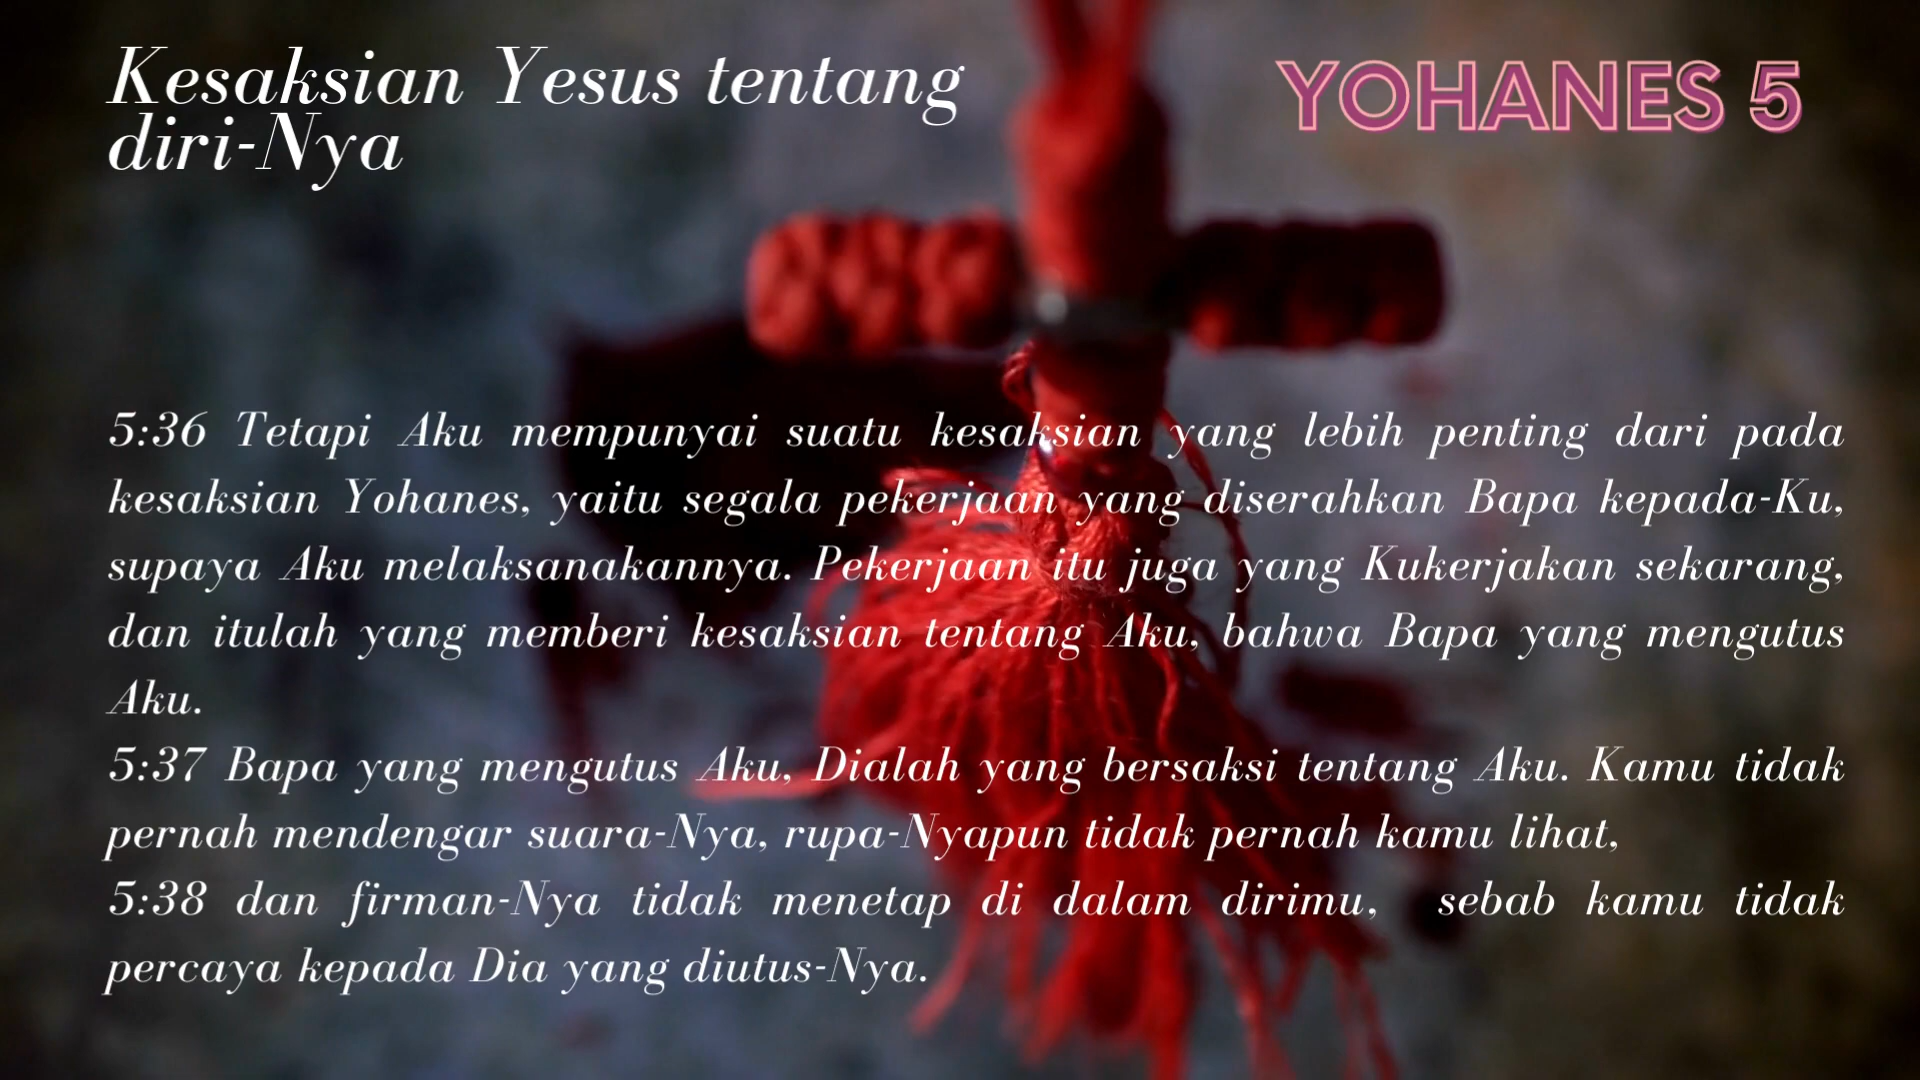 Kesaksian Yesus tentang
diri-Nya
YOHANES 5
5:36 Tetapi Aku mempunyai suatu kesaksian yang lebih penting dari pada
kesaksian Yohanes, yaitu segala pekerjaan yang diserahkan Bapa kepada-Ku,
supaya Aku melaksanakannya. Pekerjaan itu juga yang Kukerjakan sekarang,
dan itulah yang memberi kesaksian tentang Aku, bahwa Bapa yang mengutus
Aku.
5:37 Bapa yang mengutus Aku, Dialah yang bersaksi tentang Aku. Kamu tidak
pernah mendengar suara-Nya, rupa-Nyapun tidak pernah kamu lihat,
5:38 dan firman-Nya tidak menetap di dalam dirimu, sebab kamu tidak
percaya kepada Dia yang diutus-Nya.